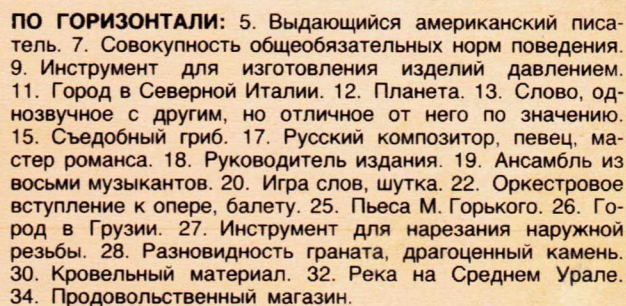 ПО ГОРИЗОНТАЛИ: 5. Выдающийся американский писа-
тель. 7. Совокупность общеобязательных норм поведения.
9. Инструмент для изготовления изделий давлением.
11. Город в Северной Италии. 12. Планета. 13. Слово, од-
нозвучное с другим, но отличное от него по значению.
15. Съедобный гриб. 17. Русский композитор, певец, ма-
стер романса. 18. Руководитель издания. 19. Ансамбль из
восьми музыкантов. 20. Игра слов, шутка. 22. Оркестровое
вступление к опере, балету. 25. Пьеса М. Горького. 26. Го-
род в Грузии. 27. Инструмент для нарезания наружной
резьбы. 28. Разновидность граната, драгоценный камень.
30. Кровельный материал. 32. Река на Среднем Урале.
34. Продовольственный магазин.